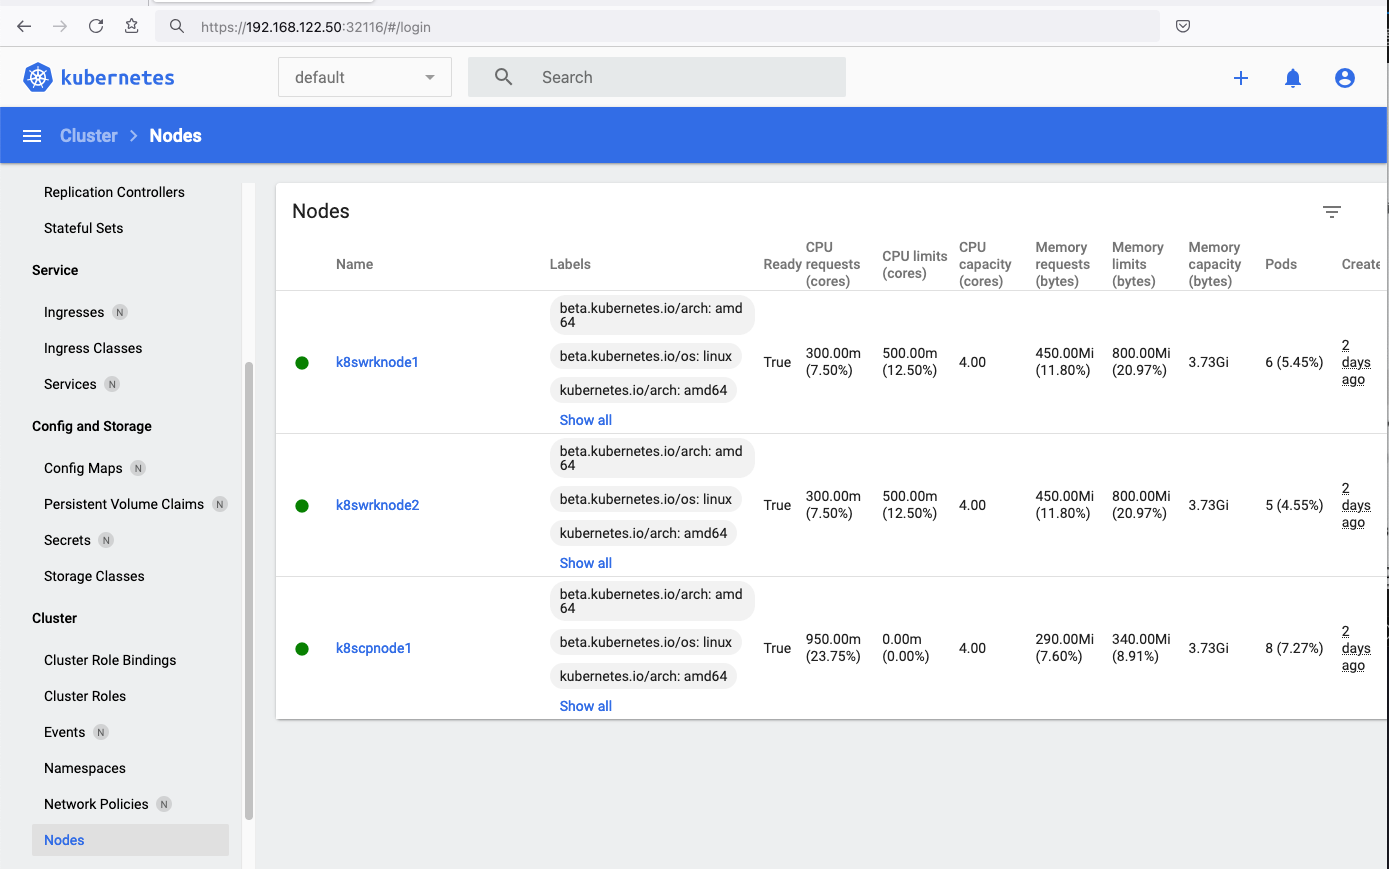 https://192.168.122.50:32116/#/login
kubernetes
default
Search
Cluster > Nodes
Replication Controllers
Stateful Sets
Service
Ingresses N
Ingress Classes
Services N
Config and Storage
Config Maps N
Persistent Volume Claims N
Secrets N
Storage Classes
Cluster
Cluster Role Bindings
Cluster Roles
Events N
Namespaces
Network Policies N
Nodes
Nodes
Name
Labels
Ready
CPU
requests
(cores)
CPU limits
(cores)
CPU
capacity
(cores)
Memory
requests
(bytes)
Memory
limits
(bytes)
Memory
capacity
(bytes)
Pods
Create
k8swrknode1
beta.kubernetes.io/arch: amd
64
beta.kubernetes.io/os: linux
kubernetes.io/arch: amd64
Show all
True
300.00m
(7.50%)
500.00m
(12.50%)
4.00
450.00Mi
(11.80%)
800.00Mi
(20.97%)
3.73Gi
6 (5.45%)
2
days
ago
k8swrknode2
beta.kubernetes.io/arch: amd
64
beta.kubernetes.io/os: linux
kubernetes.io/arch: amd64
Show all
True
300.00m
(7.50%)
500.00m
(12.50%)
4.00
450.00Mi
(11.80%)
800.00Mi
(20.97%)
3.73Gi
5 (4.55%)
2
days
ago
k8scpnode1
beta.kubernetes.io/arch: amd
64
beta.kubernetes.io/os: linux
kubernetes.io/arch: amd64
Show all
True
950.00m
(23.75%)
0.00m
(0.00%)
4.00
290.00Mi
(7.60%)
340.00Mi
(8.91%)
3.73Gi
8 (7.27%)
2
days
ago